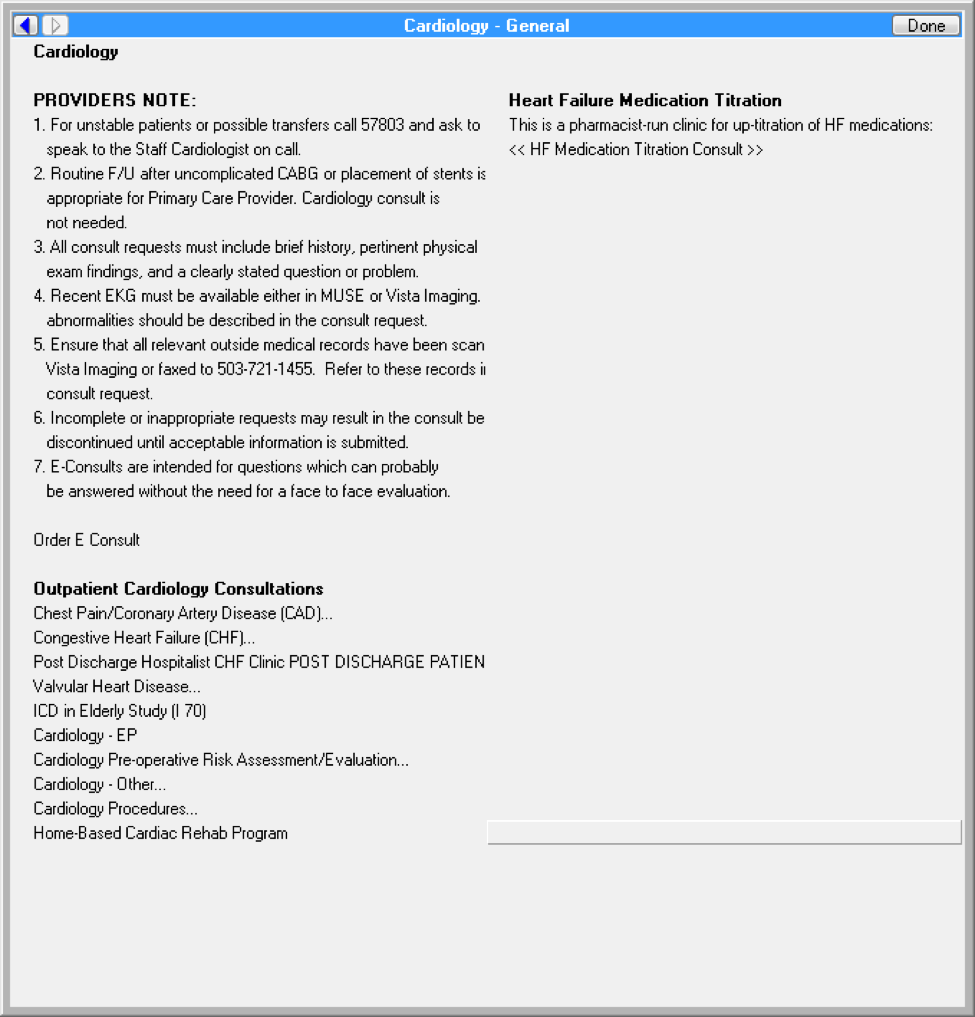 Cardiology - General
Done
Cardiology
PROVIDERS NOTE:
1. For unstable patients or possible transfers call 57803 and ask to
speak to the Staff Cardiologist on call.
2. Routine F/U after uncomplicated CABG or placement of stents is
appropriate for Primary Care Provider. Cardiology consult is
not needed.
3. All consult requests must include brief history, pertinent physical
exam findings, and a clearly stated question or problem.
4. Recent EKG must be available either in MUSE or Vista Imaging.
abnormalities should be described in the consult request.
5. Ensure that all relevant outside medical records have been scan
Vista Imaging or faxed to 503-721-1455.  Refer to these records
consult request.
6. Incomplete or inappropriate requests may result in the consult be
discontinued until acceptable information is submitted.
7. E-Consults are intended for questions which can probably
be answered without the need for a face to face evaluation.
Order E Consult
Outpatient Cardiology Consultations
Chest Pain/Coronary Artery Disease (CAD)...
Congestive Heart Failure (CHF)...
Post Discharge Hospitalist CHF Clinic POST DISCHARGE PATIEN
Valvular Heart Disease...
ICD in Elderly Study (I 70)
Cardiology - EP
Cardiology Pre-operative Risk Assessment/Evaluation...
Cardiology - Other...
Cardiology Procedures...
Home-Based Cardiac Rehab Program
Heart Failure Medication Titration
This is a pharmacist-run clinic for up-titration of HF medications:
<< HF Medication Titration Consult >>